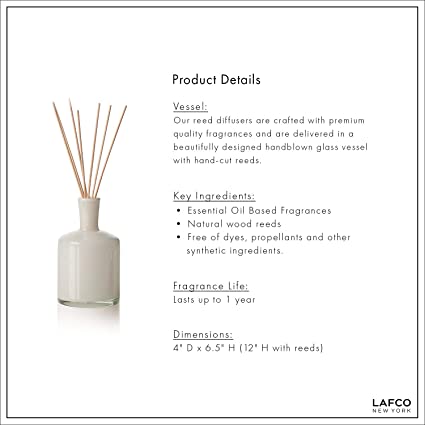 Product Details
Vessel:
Our reed diffusers are crafted with premium
quality fragrances and are delivered in a
beautifully designed handblown glass vessel
with hand-cut reeds.
Key Ingredients:
• Essential Oil Based Fragrances
• Natural wood reeds
• Free of dyes, propellants and other
synthetic ingredients.
Fragrance Life:
Lasts up to 1 year
Dimensions:
4" D x 6.5" H (12" H with reeds)
LAFCO
NEW YORK